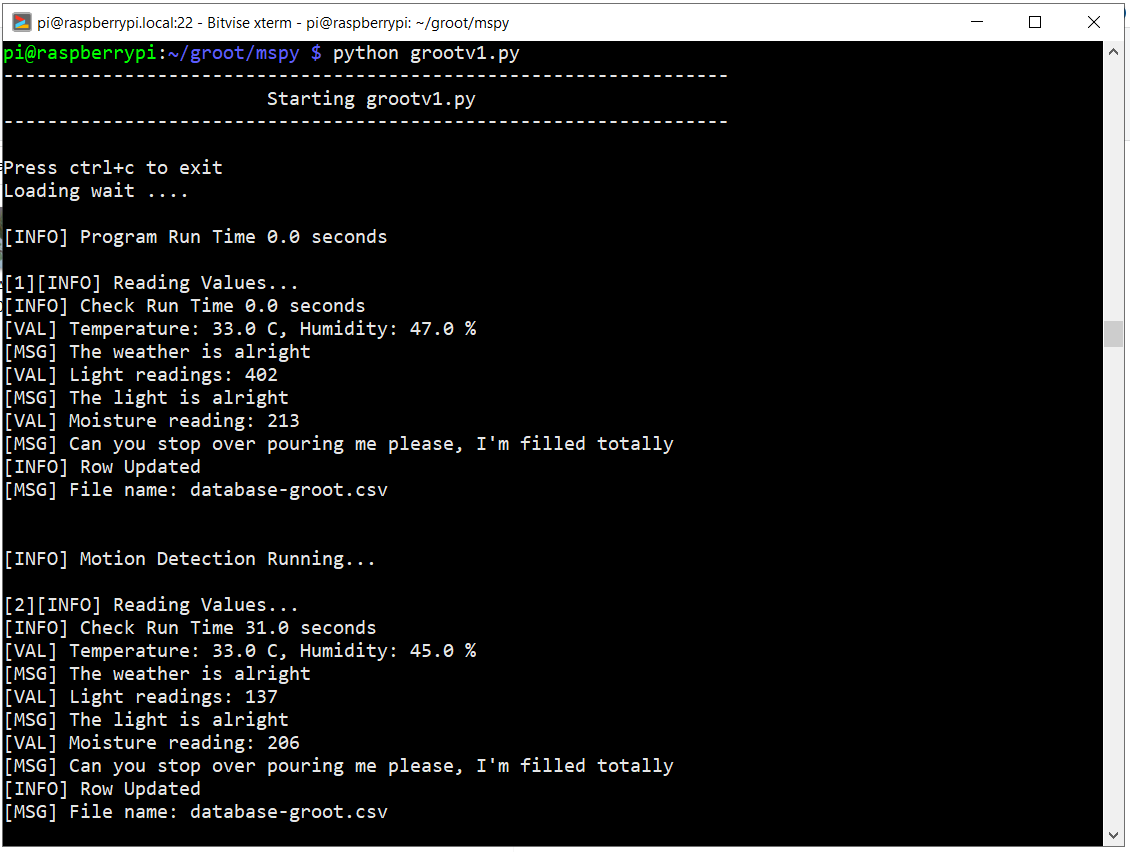 pi@raspberrypi.local:22 - Bitvise xterm - pi@raspberrypi: ~/groot/mspy
pi@raspberrypi:~/groot/mspy $ python grootv1.py
------------------------------------------------------------------
Starting grootv1.py
------------------------------------------------------------------
Press ctrl+c to exit
Loading wait ....
[INFO] Program Run Time 0.0 seconds
[1][INFO] Reading Values...
[INFO] Check Run Time 0.0 seconds
[VAL] Temperature: 33.0 C, Humidity: 47.0 %
[MSG] The weather is alright
[VAL] Light readings: 402
[MSG] The light is alright
[VAL] Moisture reading: 213
[MSG] Can you stop over pouring me please, I'm filled totally
[INFO] Row Updated
[MSG] File name: database-groot.csv
[INFO] Motion Detection Running...
[2][INFO] Reading Values...
[INFO] Check Run Time 31.0 seconds
[VAL] Temperature: 33.0 C, Humidity: 45.0 %
[MSG] The weather is alright
[VAL] Light readings: 137
[MSG] The light is alright
[VAL] Moisture reading: 206
[MSG] Can you stop over pouring me please, I'm filled totally
[INFO] Row Updated
[MSG] File name: database-groot.csv